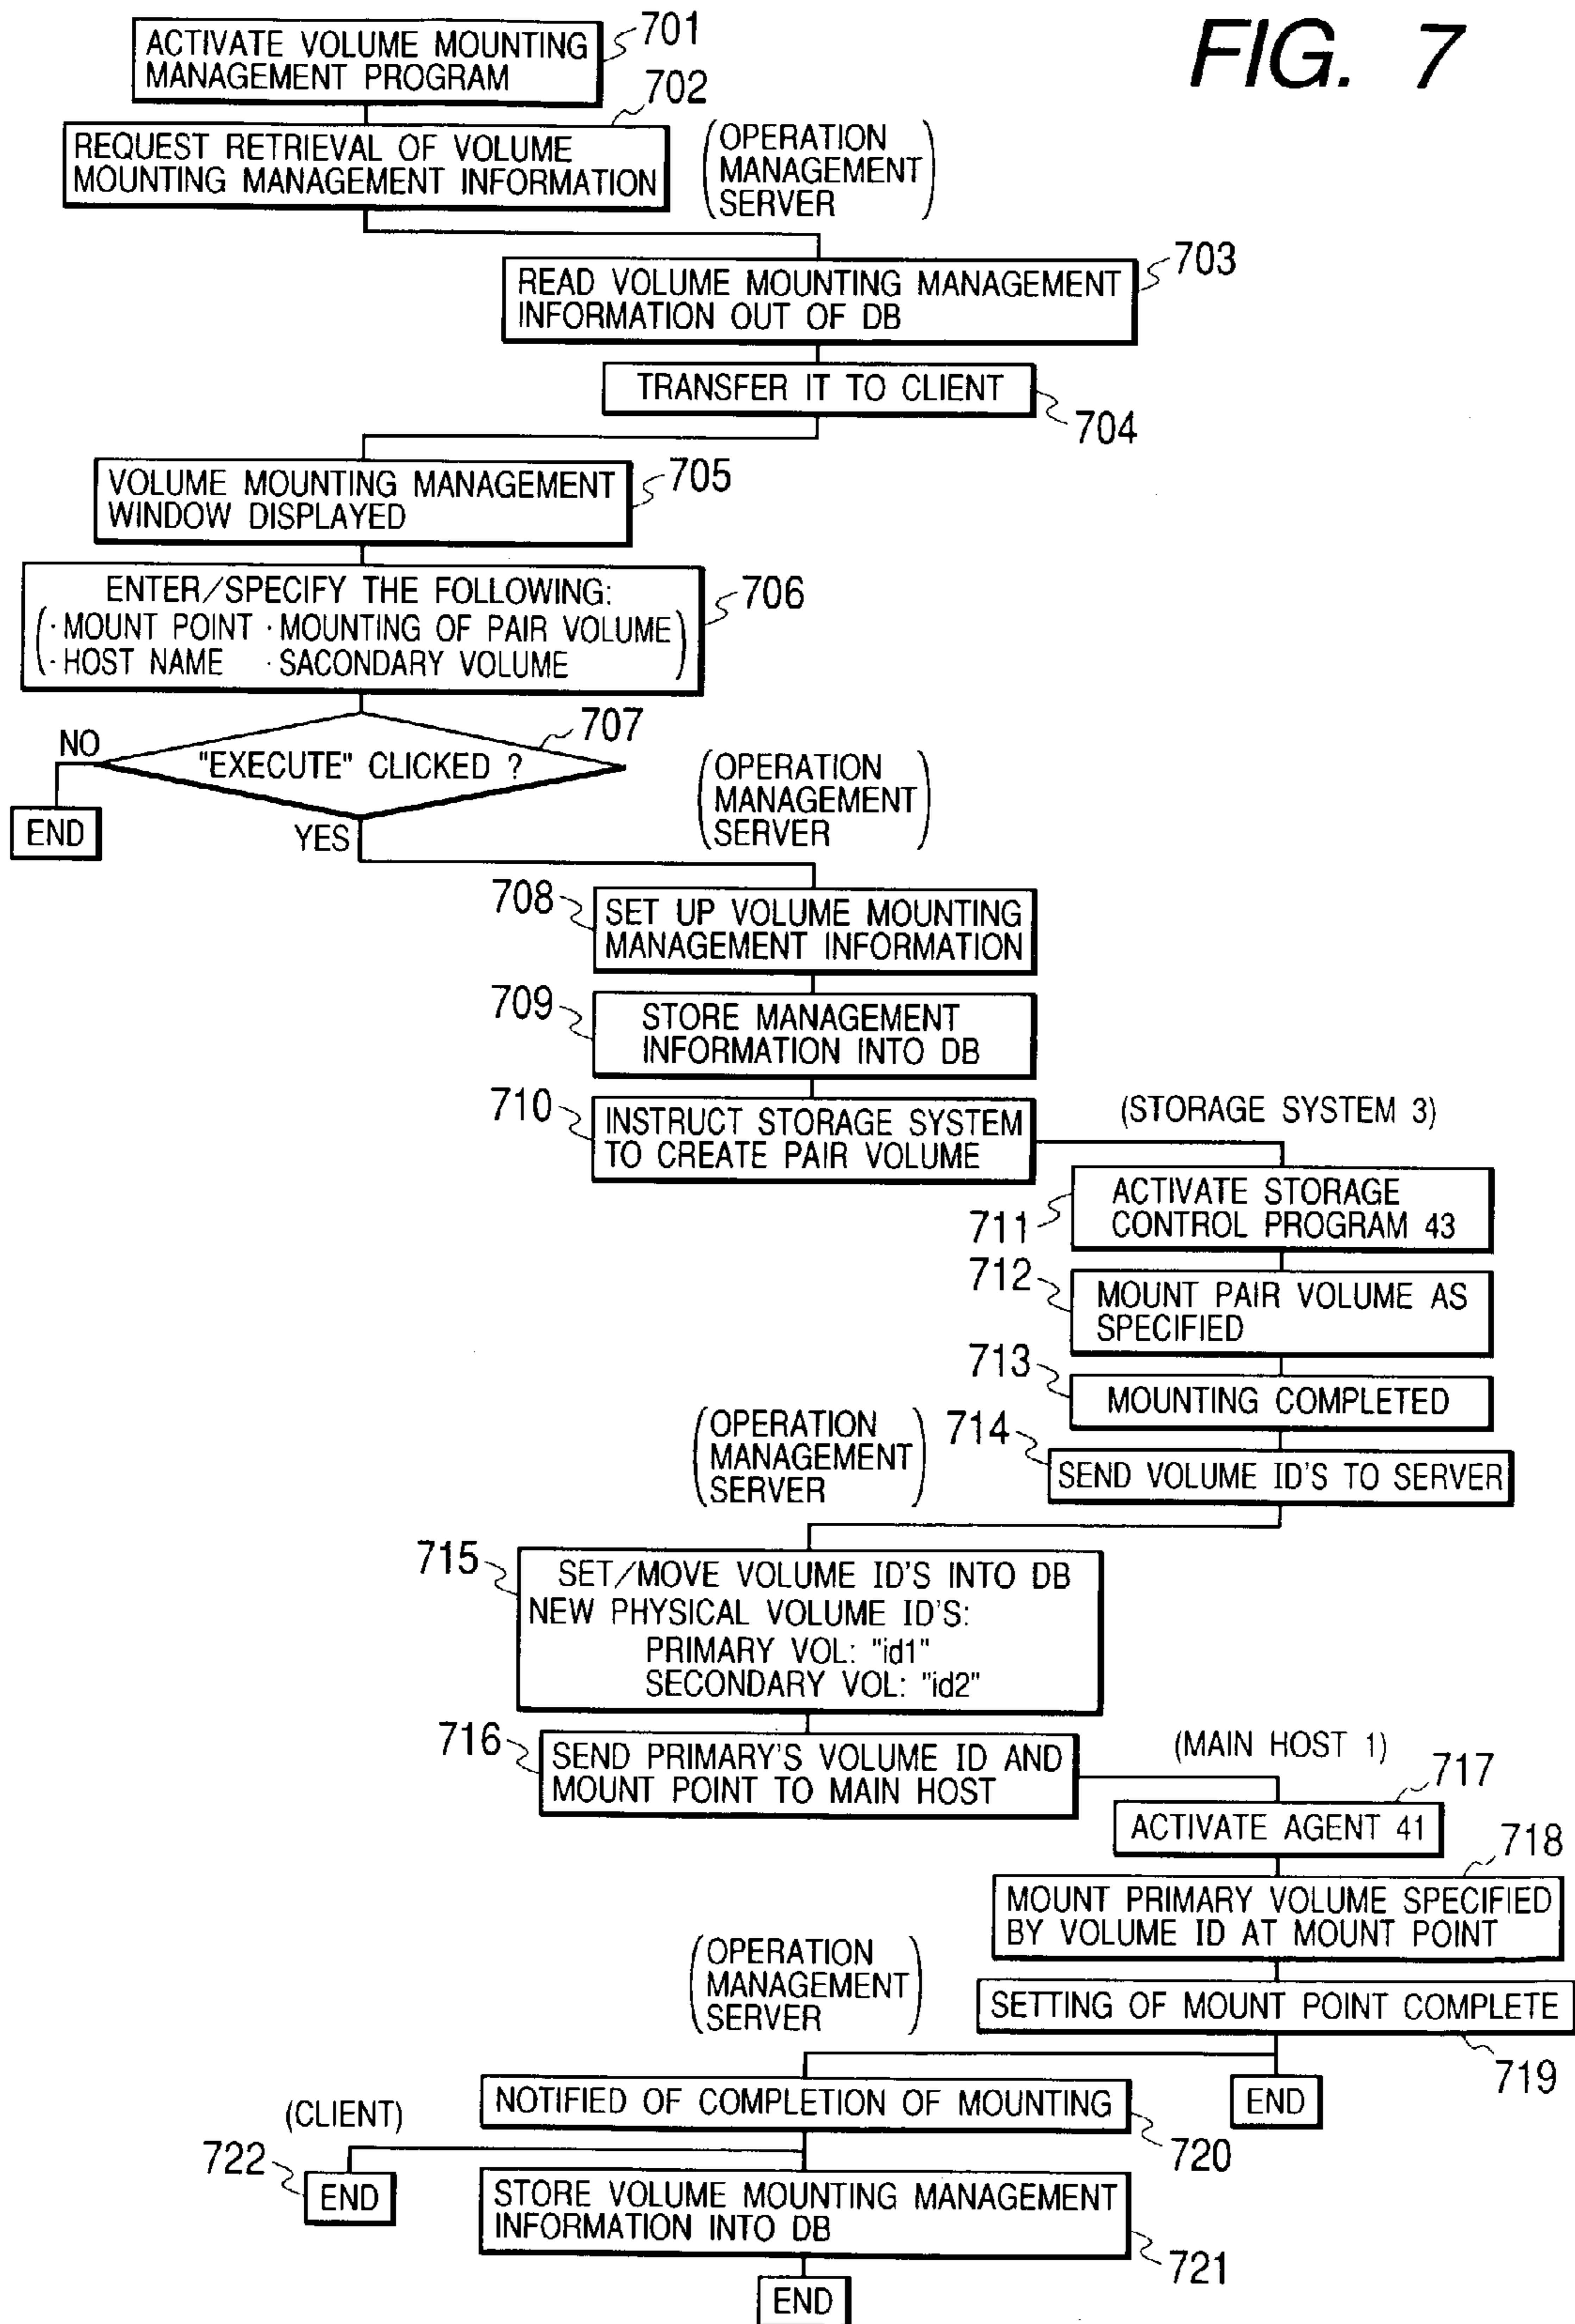 FIG. 7
ACTIVATE VOLUME MOUNTING
MANAGEMENT PROGRAM
701
702
REQUEST RETRIEVAL OF VOLUME
MOUNTING MANAGEMENT INFORMATION
(OPERATION
MANAGEMENT
SERVER)
READ VOLUME MOUNTING MANAGEMENT
INFORMATION OUT OF DB
703
TRANSFER IT TO CLIENT
704
VOLUME MOUNTING MANAGEMENT
WINDOW DISPLAYED
705
ENTER/SPECIFY THE FOLLOWING:
(· MOUNT POINT · MOUNTING OF PAIR VOLUME
· HOST NAME · SACONDARY VOLUME)
706
707
"EXECUTE" CLICKED ?
NO
END
YES
(OPERATION
MANAGEMENT
SERVER)
708
SET UP VOLUME MOUNTING
MANAGEMENT INFORMATION
709
STORE MANAGEMENT
INFORMATION INTO DB
710
INSTRUCT STORAGE SYSTEM
TO CREATE PAIR VOLUME
(STORAGE SYSTEM 3)
711
ACTIVATE STORAGE
CONTROL PROGRAM 43
712
MOUNT PAIR VOLUME AS
SPECIFIED
713
MOUNTING COMPLETED
(OPERATION
MANAGEMENT
SERVER)
714
SEND VOLUME ID'S TO SERVER
715
SET/MOVE VOLUME ID'S INTO DB
NEW PHYSICAL VOLUME ID'S:
PRIMARY VOL: "id1"
SECONDARY VOL: "id2"
716
SEND PRIMARY'S VOLUME ID AND
MOUNT POINT TO MAIN HOST
(MAIN HOST 1)
717
ACTIVATE AGENT 41
718
MOUNT PRIMARY VOLUME SPECIFIED
BY VOLUME ID AT MOUNT POINT
(OPERATION
MANAGEMENT
SERVER)
SETTING OF MOUNT POINT COMPLETE
719
END
NOTIFIED OF COMPLETION OF MOUNTING
720
(CLIENT)
722
END
STORE VOLUME MOUNTING MANAGEMENT
INFORMATION INTO DB
721
END